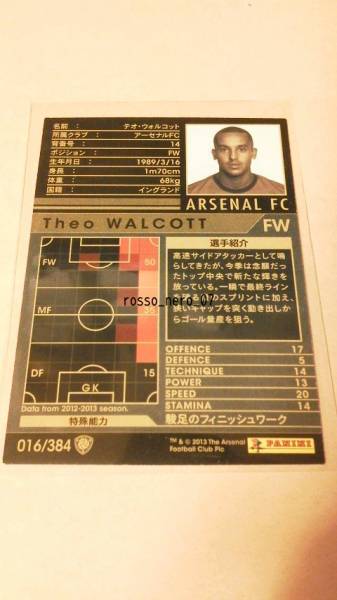 名前 : テオ・ウォルコット
所属クラブ : アーセナルFC
背番号 : 14
ポジション : FW
生年月日 : 1989/3/16
身長 : 1m70cm
体重 : 68kg
国籍 : イングランド
ARSENAL FC
Theo WALCOTT
FW
選手紹介
高速サイドアタッカーとして鳴
らしてきたが、今季は念願だっ
たトップ中央で新たな輝きを
放っている。一瞬で最終ライン
スプリントに加え、
狭いギャップを突く動き出しか
らゴール量産を狙う。
rosso_nero_07
FW 50
MF 35
DF 15
GK
Data from 2012-2013 season.
OFFENCE 17
DEFENCE 5
TECHNIQUE 14
POWER 13
SPEED 20
STAMINA 14
016/384
特殊能力
駿足のフィニッシュワーク
™ & © 2013 The Arsenal
Football Club Plc
PANINI